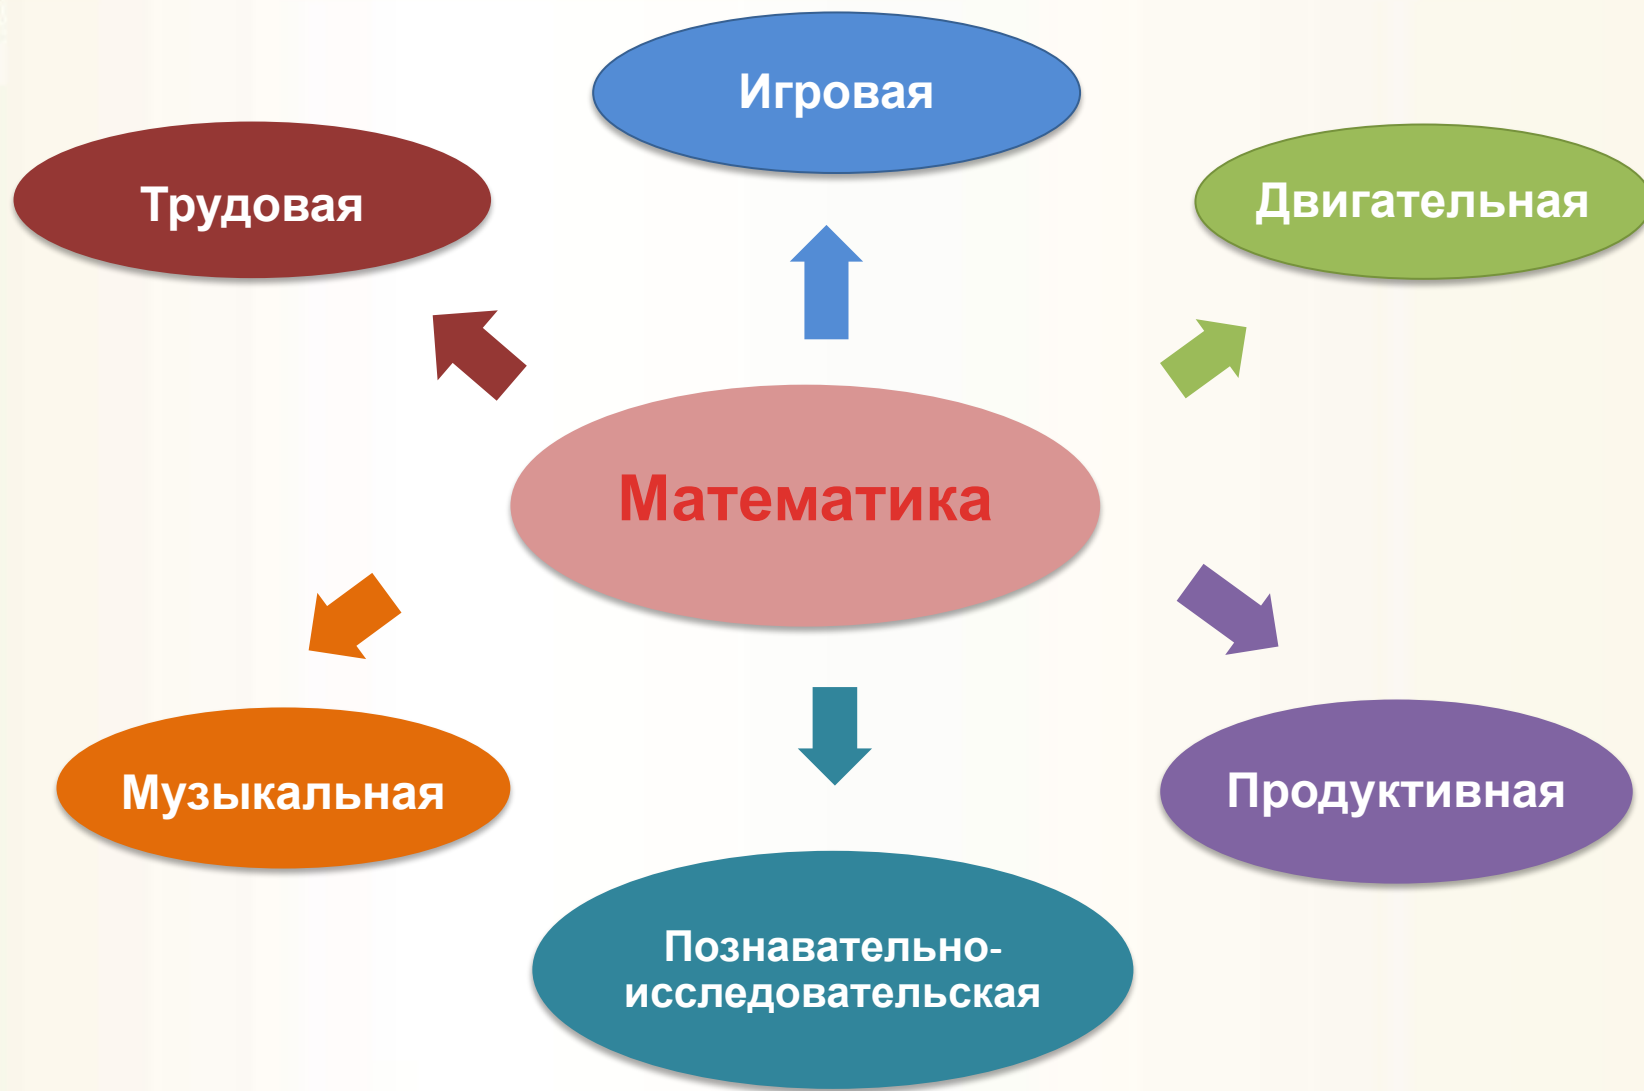 Игровая
Трудовая
Двигательная
Математика
Музыкальная
Продуктивная
Познавательно-
исследовательская